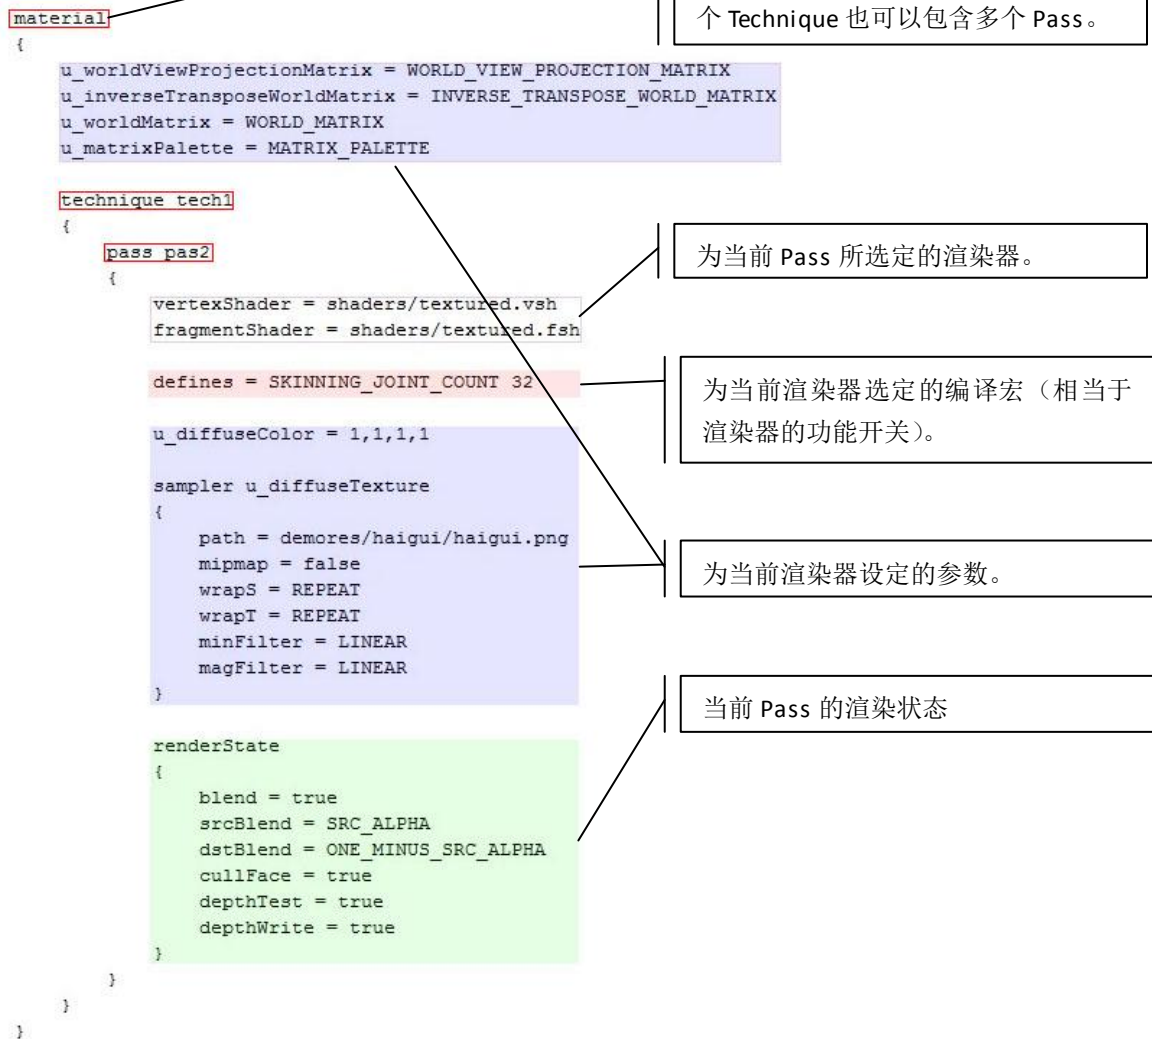 material
{
个 Technique 也可以包含多个 Pass。
u_worldViewProjectionMatrix = WORLD_VIEW_PROJECTION_MATRIX
u_inverseTransposeWorldMatrix = INVERSE_TRANSPOSE_WORLD_MATRIX
u_worldMatrix = WORLD_MATRIX
u_matrixPalette = MATRIX_PALETTE
technique tech1
{
pass pas2
{
为当前 Pass 所选定的渲染器。
vertexShader = shaders/textured.vsh
fragmentShader = shaders/textured.fsh
defines = SKINNING_JOINT_COUNT 32
为当前渲染器选定的编译宏（相当于
渲染器的功能开关）。
u_diffuseColor = 1,1,1,1
sampler u_diffuseTexture
{
path = demores/haigui/haigui.png
mipmap = false
wrapS = REPEAT
wrapT = REPEAT
minFilter = LINEAR
magFilter = LINEAR
}
为当前渲染器设定的参数。
当前 Pass 的渲染状态
renderState
{
blend = true
srcBlend = SRC_ALPHA
dstBlend = ONE_MINUS_SRC_ALPHA
cullFace = true
depthTest = true
depthWrite = true
}
}
}
}